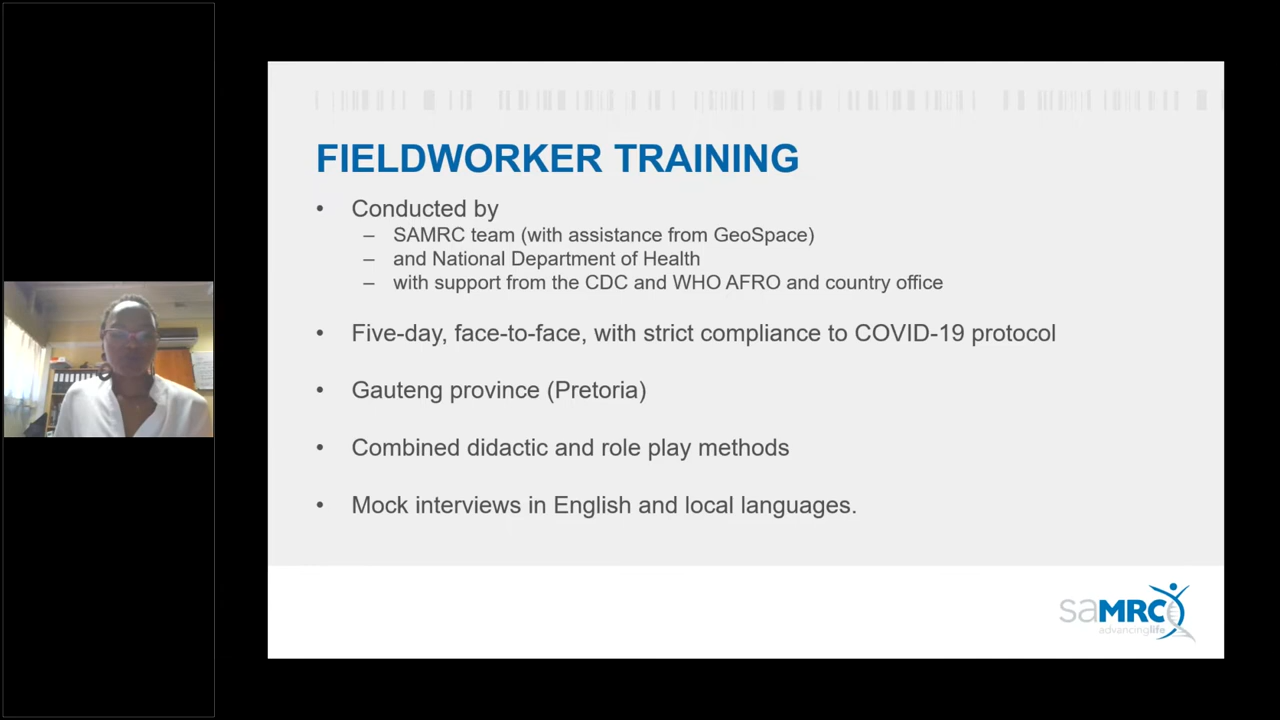 FIELDWORKER TRAINING
• Conducted by
– SAMRC team (with assistance from GeoSpace)
– and National Department of Health
– with support from the CDC and WHO AFRO and country office
• Five-day, face-to-face, with strict compliance to COVID-19 protocol
• Gauteng province (Pretoria)
• Combined didactic and role play methods
• Mock interviews in English and local languages.
saMRC
advancinglife